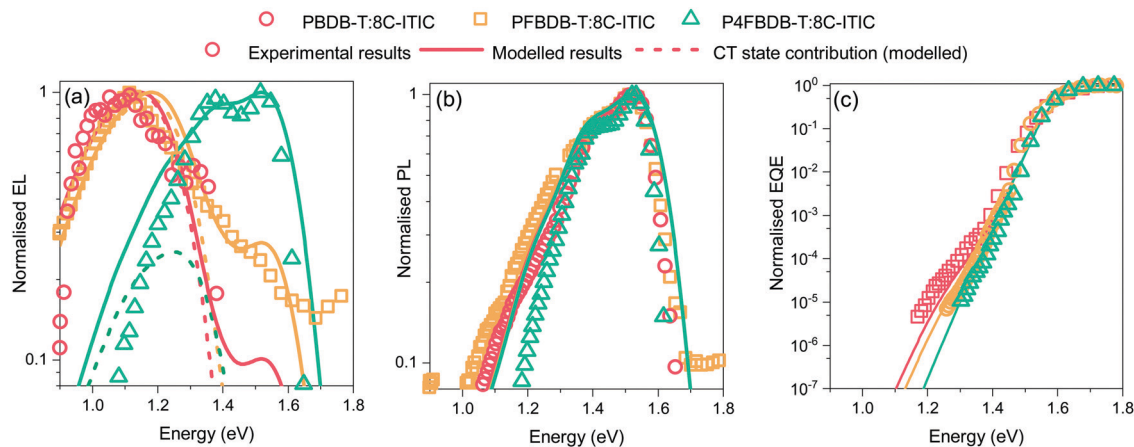 PBDB-T:8C-ITIC PFBDB-T:8C-ITIC P4FBDB-T:8C-ITIC
Experimental results Modelled results CT state contribution (modelled)
(a)
Normalised EL
1
0.1
1.0 1.2 1.4 1.6 1.8
Energy (eV)
(b)
Normalised PL
1
0.1
1.0 1.2 1.4 1.6 1.8
Energy (eV)
(c)
Normalised EQE
10⁰
10⁻¹
10⁻²
10⁻³
10⁻⁴
10⁻⁵
10⁻⁶
10⁻⁷
1.0 1.2 1.4 1.6 1.8
Energy (eV)